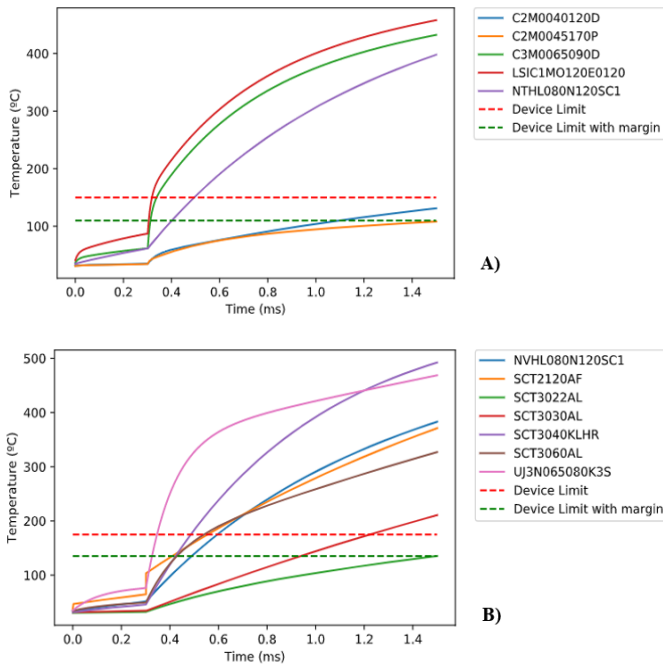 C2M0040120D
C2M0045170P
C3M0065090D
LSIC1MO120E0120
NTHL080N120SC1
Device Limit
Device Limit with margin
Temperature (ºC)
400
300
200
100
0.0 0.2 0.4 0.6 0.8 1.0 1.2 1.4
Time (ms)
A)
NVHL080N120SC1
SCT2120AF
SCT3022AL
SCT3030AL
SCT3040KLHR
SCT3060AL
UJ3N065080K3S
Device Limit
Device Limit with margin
Temperature (ºC)
500
400
300
200
100
0.0 0.2 0.4 0.6 0.8 1.0 1.2 1.4
Time (ms)
B)